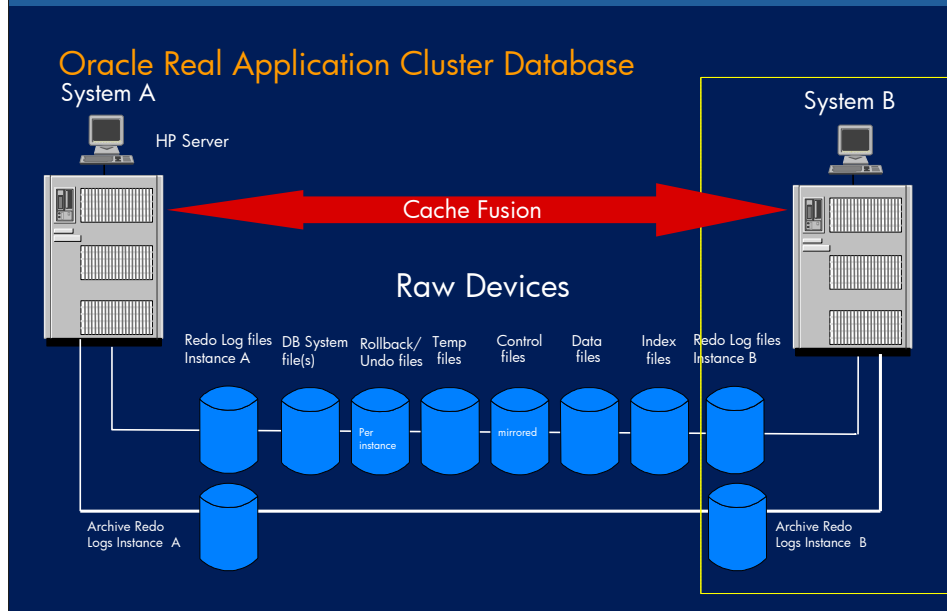 Oracle Real Application Cluster Database
System A
System B
HP Server
Cache Fusion
Raw Devices
Redo Log files
Instance A
DB System
file(s)
Rollback/
Undo files
Temp
files
Control
files
Data
files
Index
files
Redo Log files
Instance B
Per
instance
mirrored
Archive Redo
Logs Instance A
Archive Redo
Logs Instance B